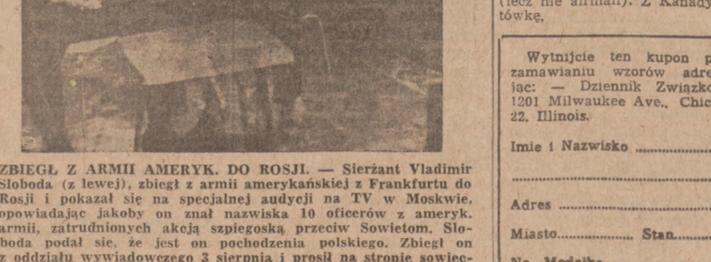 ZBIEGŁ Z ARMII AMERYK. DO ROSJI. — Sierżant Vladimir
Sloboda (z lewej), zbiegł z armii amerykańskiej z Frankfurtu do
Rosji i pokazał się na specjalnej audycji na TV w Moskwie,
opowiadając jakoby on znał nazwiska 10 oficerów z ameryk.
armii, zatrudnionych akcją szpiegoską przeciw Sowietom. Slo-
boda podał się, że jest on pochodzenia polskiego. Zbiegł on
z oddziału wywiadowczego 3 sierpnia i prosił na stronie sowiec-
(lecz nie airmail). Z Kanady
tówkę,
Wytnijcie ten kupon p
zamawianiu wzorów adre
jąc: — Dziennik Związko
1201 Milwaukee Ave., Chic
22, Illinois.
Imie i Nazwisko
Adres
Miasto Stan
No. Modelka